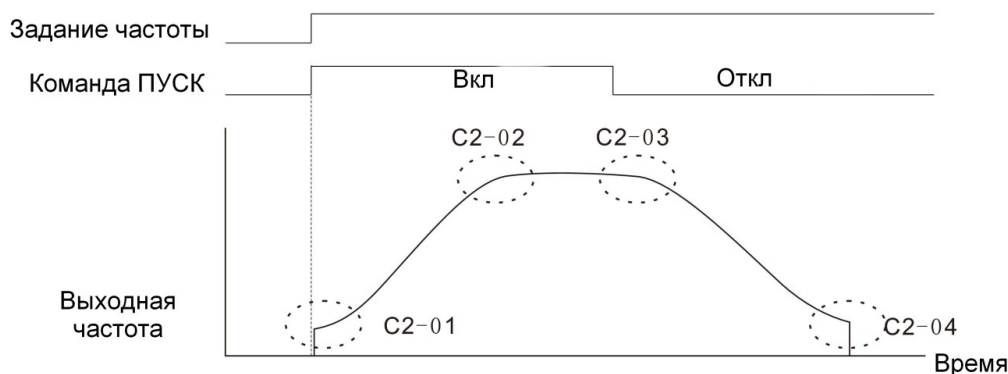 Задание частоты
Команда ПУСК
Вкл
Откл
C2-02
C2-03
Выходная
частота
C2-01
C2-04
Время